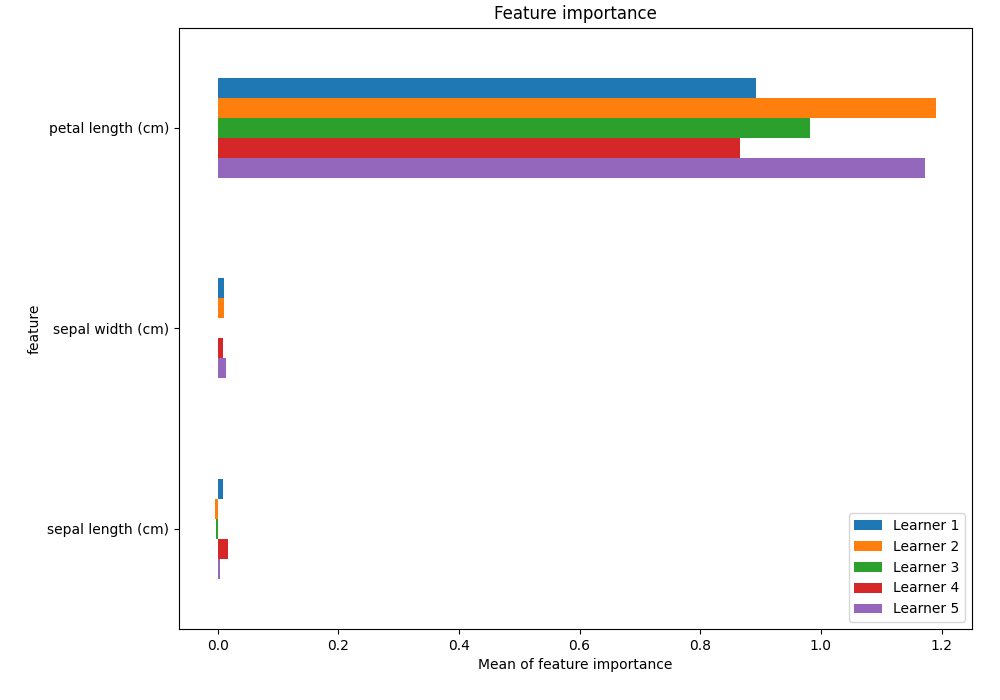 Feature importance
petal length (cm)
sepal width (cm)
sepal length (cm)
feature
Learner 1
Learner 2
Learner 3
Learner 4
Learner 5
0.0 0.2 0.4 0.6 0.8 1.0 1.2
Mean of feature importance